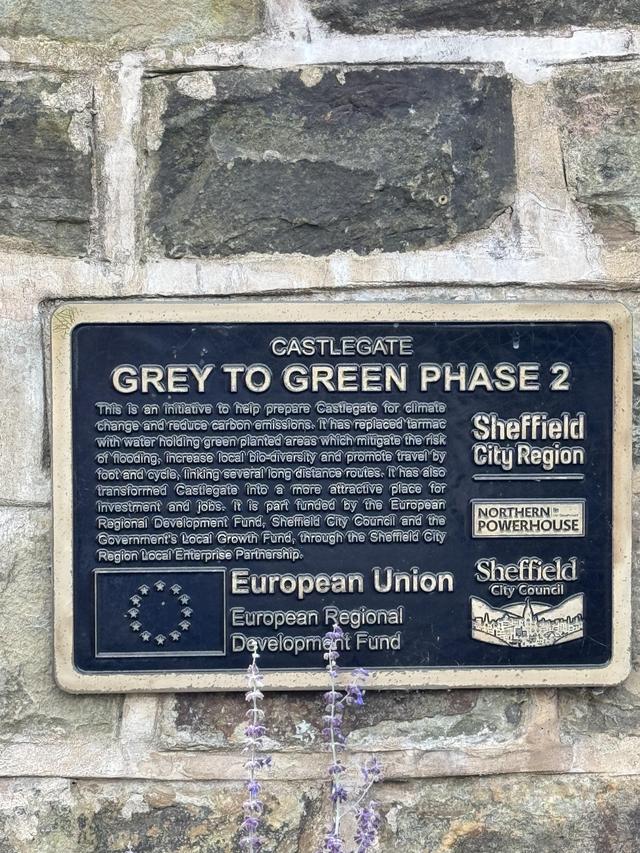 CASTLEGATE
GREY TO GREEN PHASE 2
This is an initiative to help prepare Castlegate for climate
change and reduce carbon emissions. It has replaced tarmac
with water holding green planted areas which mitigate the risk
of flooding, increase local bio-diversity and promote travel by
foot and cycle, linking several long distance routes. It has also
transformed Castlegate into a more attractive place for
investment and jobs. It is part funded by the European
Regional Development Fund, Sheffield City Council and the
Government's Local Growth Fund, through the Sheffield City
Region Local Enterprise Partnership.
Sheffield
City Region
NORTHERN
POWERHOUSE
Sheffield
City Council
European Union
European Regional
Development Fund